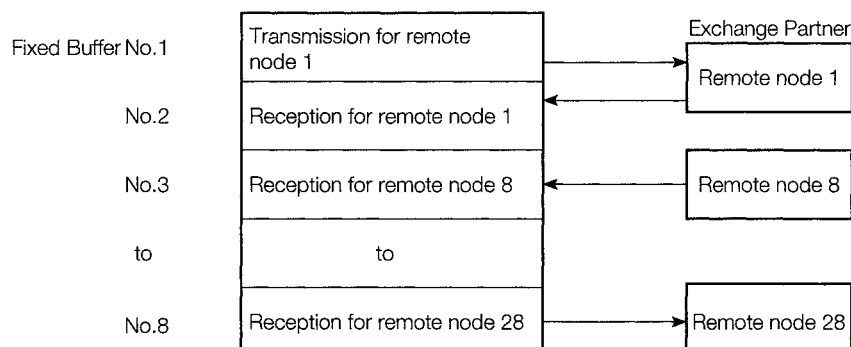 Exchange Partner
Fixed Buffer No.1
Transmission for remote
node 1
Remote node 1
No.2
Reception for remote node 1
No.3
Reception for remote node 8
Remote node 8
to
to
No.8
Reception for remote node 28
Remote node 28